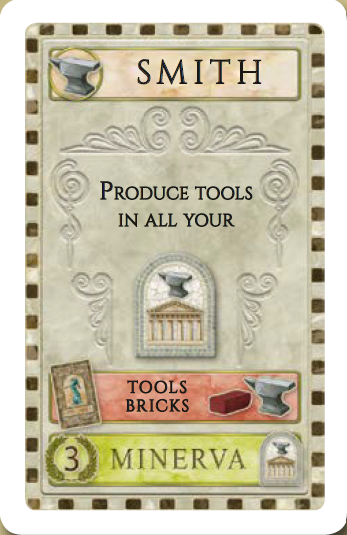 SMITH
PRODUCE TOOLS
IN ALL YOUR
TOOLS
BRICKS
3 MINERVA